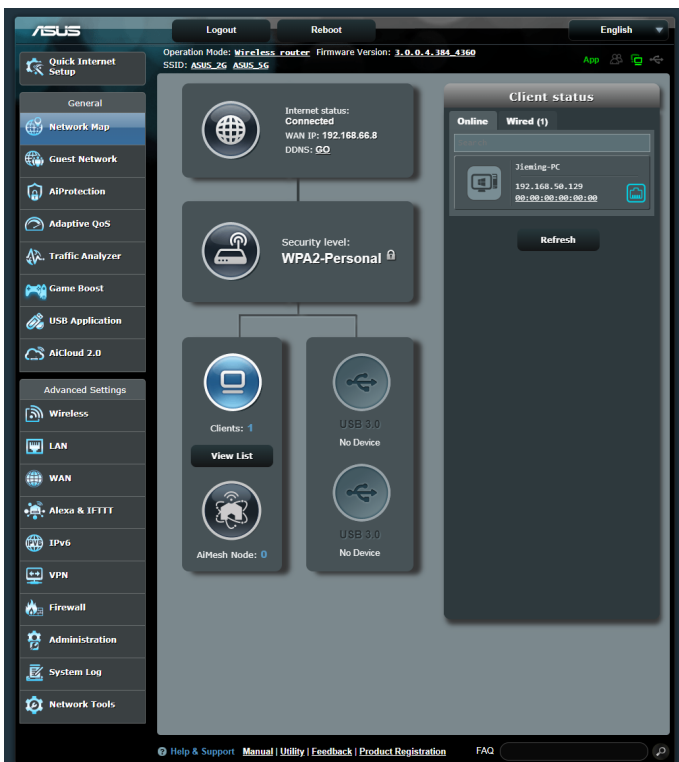 ASUS
Logout
Reboot
English
Operation Mode: Wireless router Firmware Version: 3.0.0.4.384_4360
SSID: ASUS_2G ASUS_5G
App
Quick Internet
Setup
General
Network Map
Guest Network
AiProtection
Adaptive QoS
Traffic Analyzer
Game Boost
USB Application
AiCloud 2.0
Advanced Settings
Wireless
LAN
WAN
Alexa & IFTTT
IPv6
VPN
Firewall
Administration
System Log
Network Tools
Internet status:
Connected
WAN IP: 192.168.66.8
DDNS: GO
Security level:
WPA2-Personal
Clients: 1
View List
AiMesh Node: 0
USB 3.0
No Device
USB 3.0
No Device
Client status
Online
Wired (1)
Jieming-PC
192.168.50.129
00:00:00:00:00:00
Refresh
Help & Support Manual | Utility | Feedback | Product Registration
FAQ